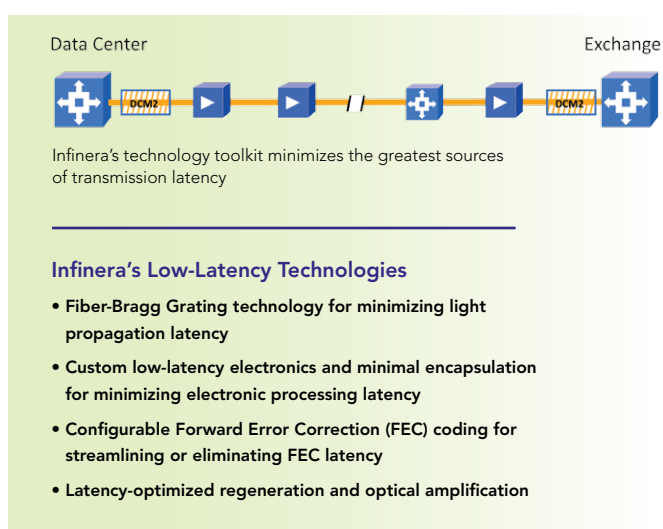 Data Center
Exchange
DCM2
DCM2
Infinera's technology toolkit minimizes the greatest sources
of transmission latency
Infinera's Low-Latency Technologies
• Fiber-Bragg Grating technology for minimizing light
propagation latency
• Custom low-latency electronics and minimal encapsulation
for minimizing electronic processing latency
• Configurable Forward Error Correction (FEC) coding for
streamlining or eliminating FEC latency
• Latency-optimized regeneration and optical amplification